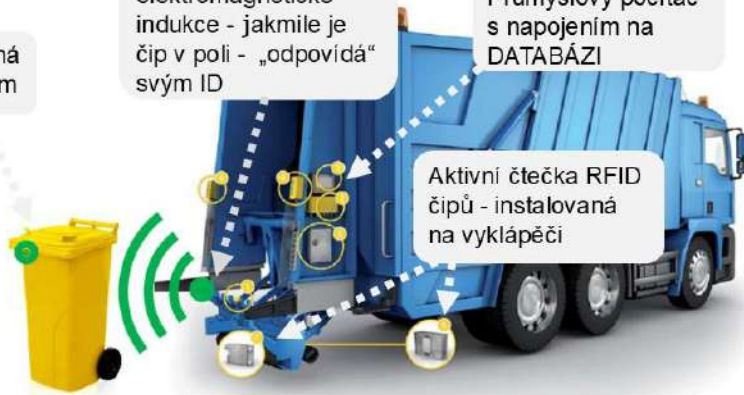 indukce - jakmile je
čip v poli - „odpovídá“
svým ID
s napojením na
DATABÁZI
Aktivní čtečka RFID
čipů - instalovaná
na vyklápěči